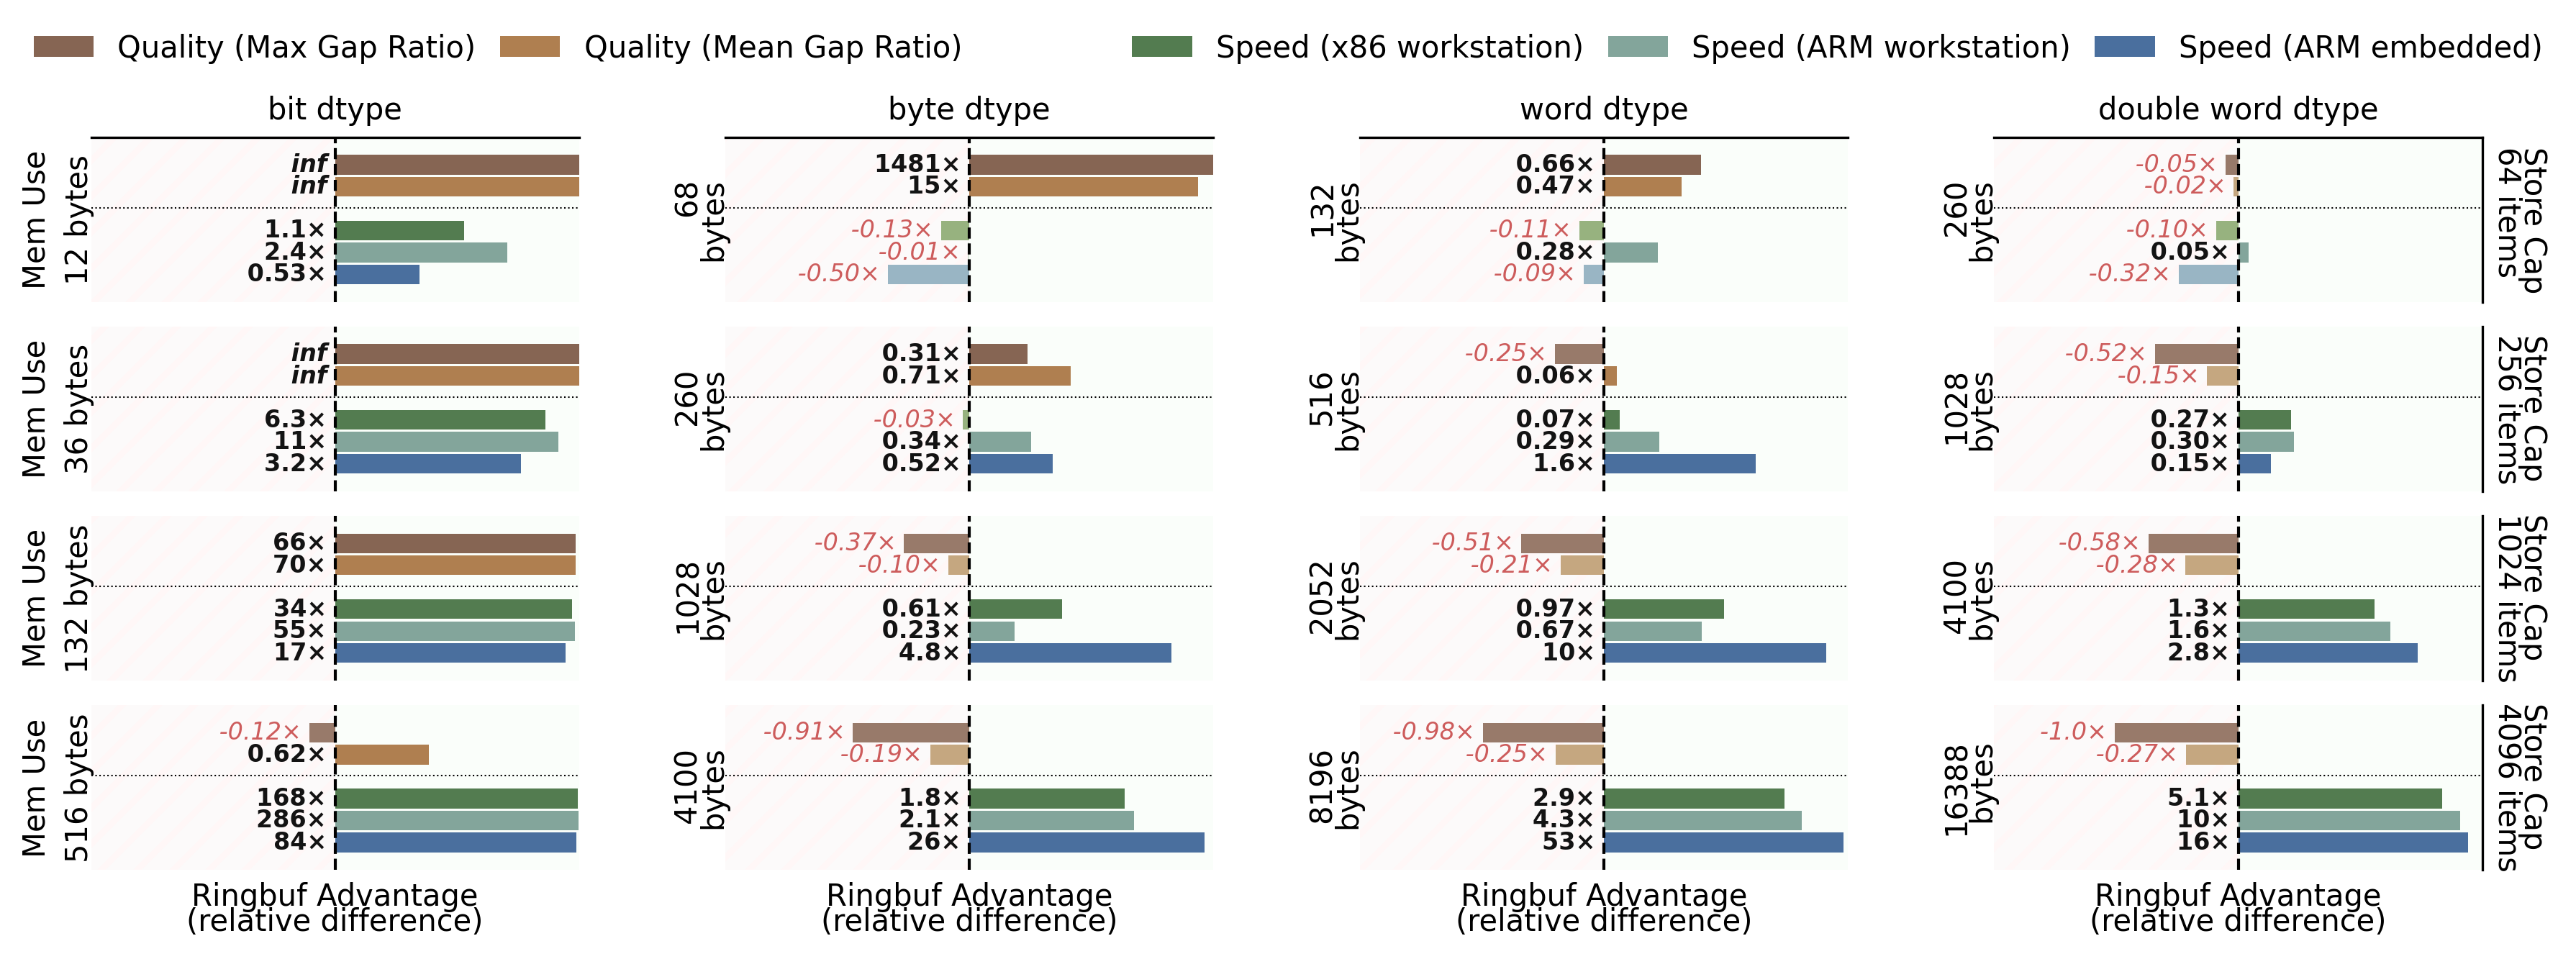 Quality (Max Gap Ratio)
Quality (Mean Gap Ratio)
Speed (x86 workstation)
Speed (ARM workstation)
Speed (ARM embedded)
bit dtype
byte dtype
word dtype
double word dtype
Mem Use
12 bytes
inf
inf
1.1×
2.4×
0.53×
68
bytes
1481×
15×
-0.13×
-0.01×
-0.50×
132
bytes
0.66×
0.47×
-0.11×
0.28×
-0.09×
260
bytes
-0.05×
-0.02×
-0.10×
0.05×
-0.32×
Store Cap
64 items
Mem Use
36 bytes
inf
inf
6.3×
11×
3.2×
260
bytes
0.31×
0.71×
-0.03×
0.34×
0.52×
516
bytes
-0.25×
0.06×
0.07×
0.29×
1.6×
1028
bytes
-0.52×
-0.15×
0.27×
0.30×
0.15×
Store Cap
256 items
Mem Use
132 bytes
66×
70×
34×
55×
17×
1028
bytes
-0.37×
-0.10×
0.61×
0.23×
4.8×
2052
bytes
-0.51×
-0.21×
0.97×
0.67×
10×
4100
bytes
-0.58×
-0.28×
1.3×
1.6×
2.8×
Store Cap
1024 items
Mem Use
516 bytes
-0.12×
0.62×
168×
286×
84×
4100
bytes
-0.91×
-0.19×
1.8×
2.1×
26×
8196
bytes
-0.98×
-0.25×
2.9×
4.3×
53×
16388
bytes
-1.0×
-0.27×
5.1×
10×
16×
Store Cap
4096 items
Ringbuf Advantage
(relative difference)
Ringbuf Advantage
(relative difference)
Ringbuf Advantage
(relative difference)
Ringbuf Advantage
(relative difference)